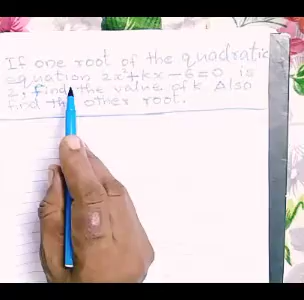 If one root of the quadratic
equation 2x²+kx-6=0 is
2, find the value of k. Also
find the other root.